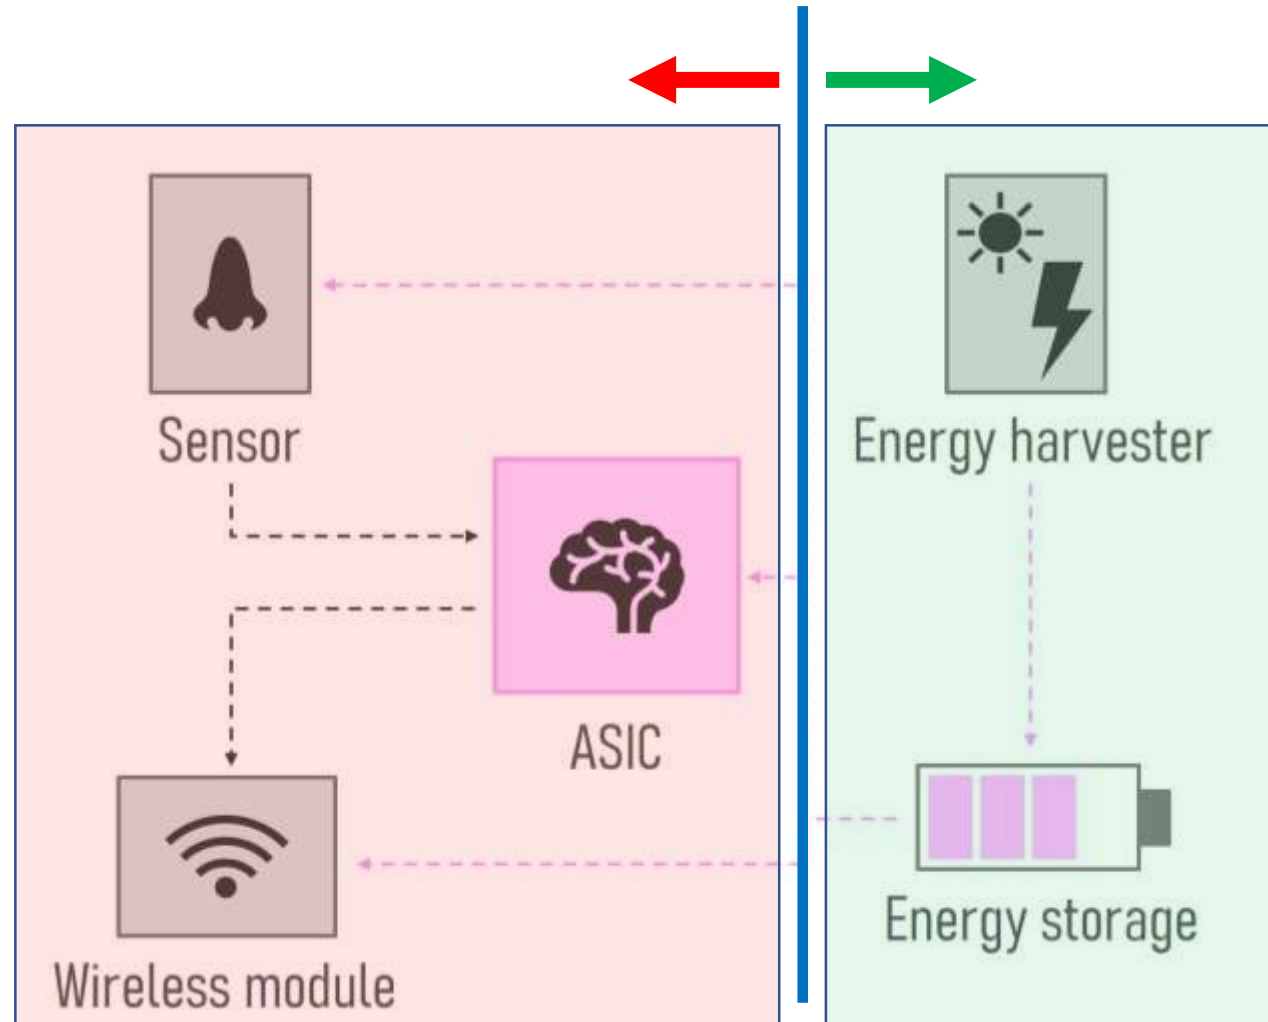 Sensor
Energy harvester
ASIC
Energy storage
Wireless module